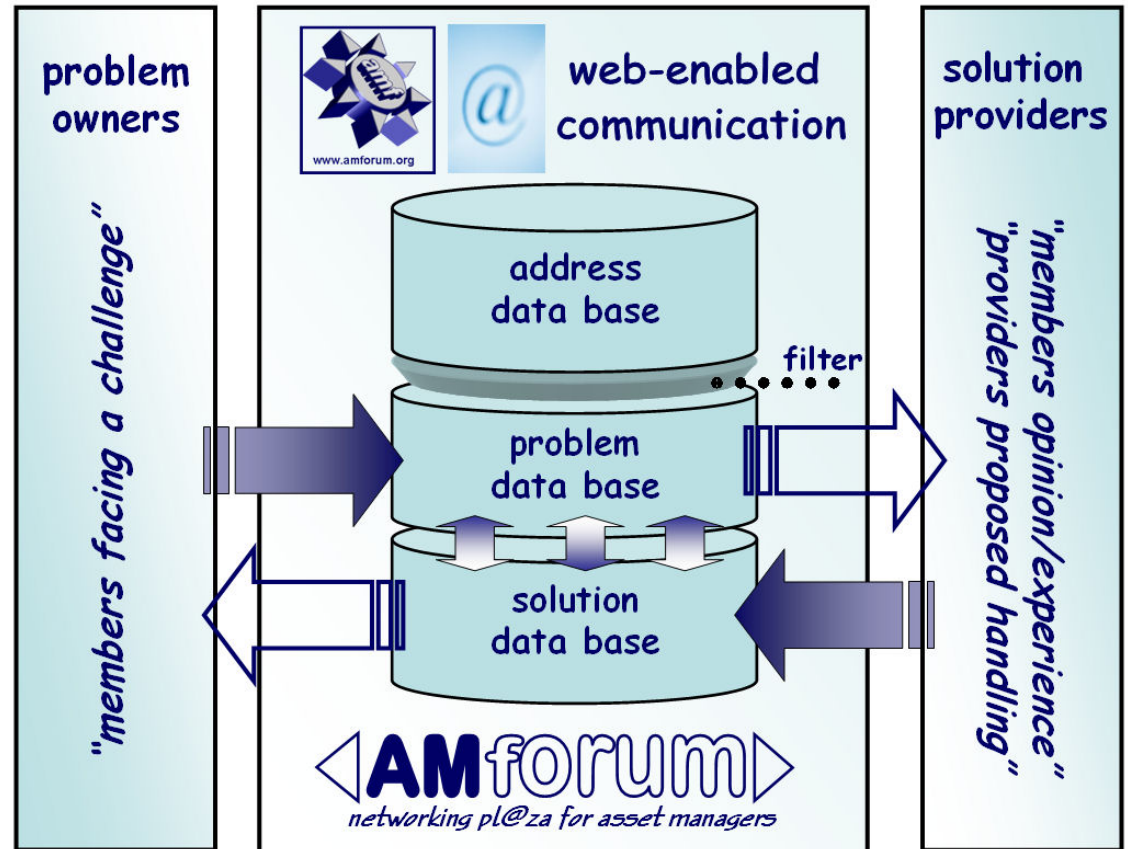 problem
owners
"members facing a challenge"
amf
www.amforum.org
@
web-enabled
communication
address
data base
filter
problem
data base
solution
data base
AMforum
networking pl@za for asset managers
solution
providers
"members opinion/experience"
"providers proposed handling"